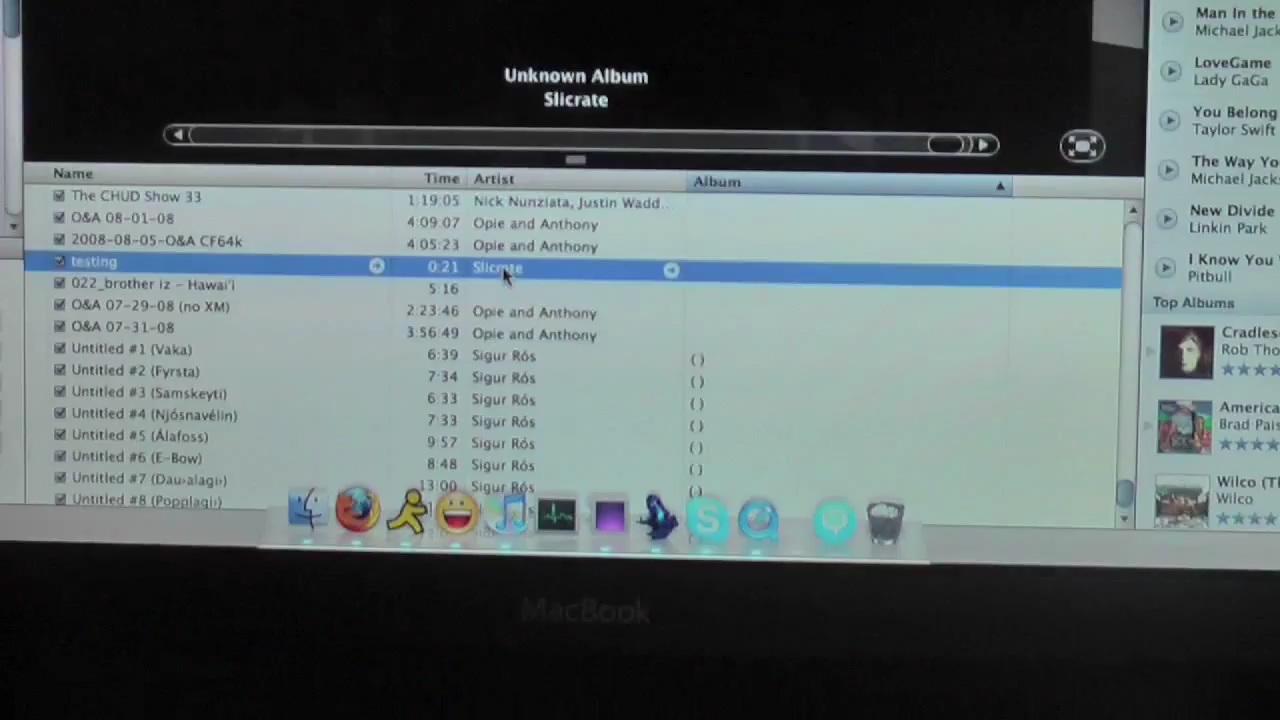 Unknown Album
Slicrate
Name Time Artist Album
The CHUD Show 33 1:19:05 Nick Nunziata, Justin Wadd...
O&A 08-01-08 4:09:07 Opie and Anthony
2008-08-05-O&A CF64k 4:05:23 Opie and Anthony
testing 0:21 Slicrate
022_brother iz - Hawai'i 5:16
O&A 07-29-08 (no XM) 2:23:46 Opie and Anthony
O&A 07-31-08 3:56:49 Opie and Anthony
Untitled #1 (Vaka) 6:39 Sigur Rós ( )
Untitled #2 (Fyrsta) 7:34 Sigur Rós ( )
Untitled #3 (Samskeyti) 6:33 Sigur Rós ( )
Untitled #4 (Njósnavélin) 7:33 Sigur Rós ( )
Untitled #5 (Álafoss) 9:57 Sigur Rós ( )
Untitled #6 (E-Bow) 8:48 Sigur Rós ( )
Untitled #7 (Dau›alagi›) 13:00 Sigur Rós ( )
Untitled #8 (Popplagi›)
Man In the
Michael Jack
LoveGame
Lady GaGa
You Belong
Taylor Swift
The Way Yo
Michael Jack
New Divide
Linkin Park
I Know You
Pitbull
Top Albums
Cradles
Rob Tho
America
Brad Pais
Wilco (Th
Wilco
MacBook